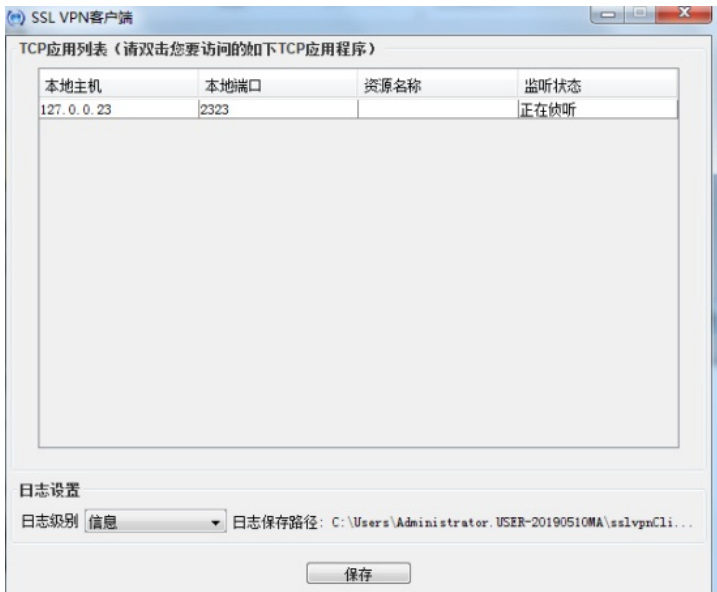 SSL VPN客户端
TCP应用列表（请双击您要访问的如下TCP应用程序）
本地主机 本地端口 资源名称 监听状态
127.0.0.23 2323 正在侦听
日志设置
日志级别 信息 日志保存路径: C:\Users\Administrator.USER-20190510MA\sslvpnCli...
保存